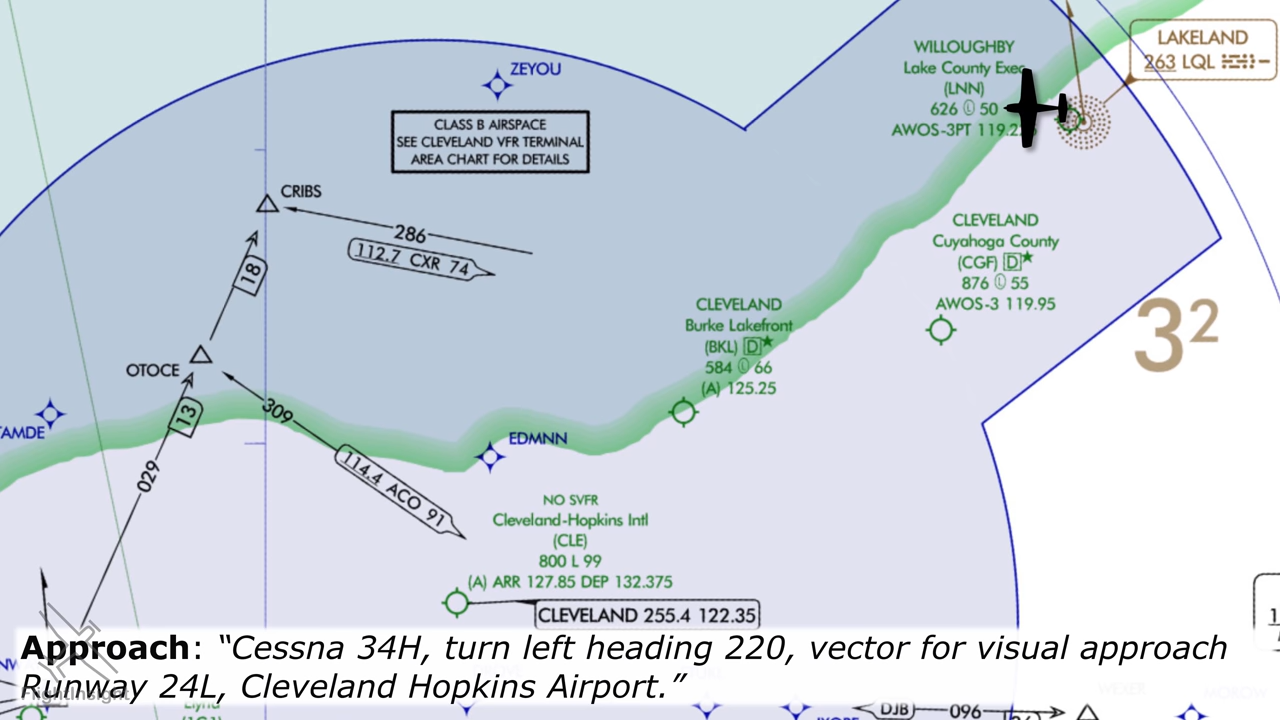 ZEYOU
WILLOUGHBY
Lake County Exec
(LNN)
626 Ⓛ 50
AWOS-3PT
LAKELAND
263 LQL
CLASS B AIRSPACE
SEE CLEVELAND VFR TERMINAL
AREA CHART FOR DETAILS
CRIBS
286
112.7 CXR 74
18
CLEVELAND
Cuyahoga County
(CGF) D★
876 Ⓛ 55
AWOS-3 119.95
3²
CLEVELAND
Burke Lakefront
(BKL) D★
584 Ⓛ 66
(A) 125.25
OTOCE
13
309
029
114.4 ACO 91
EDMNN
NO SVFR
Cleveland-Hopkins Intl
(CLE)
800 L 99
(A) ARR 127.85 DEP 132.375
CLEVELAND 255.4 122.35
Approach: “Cessna 34H, turn left heading 220, vector for visual approach
Runway 24L, Cleveland Hopkins Airport.”
FlightInsight
DJB
096